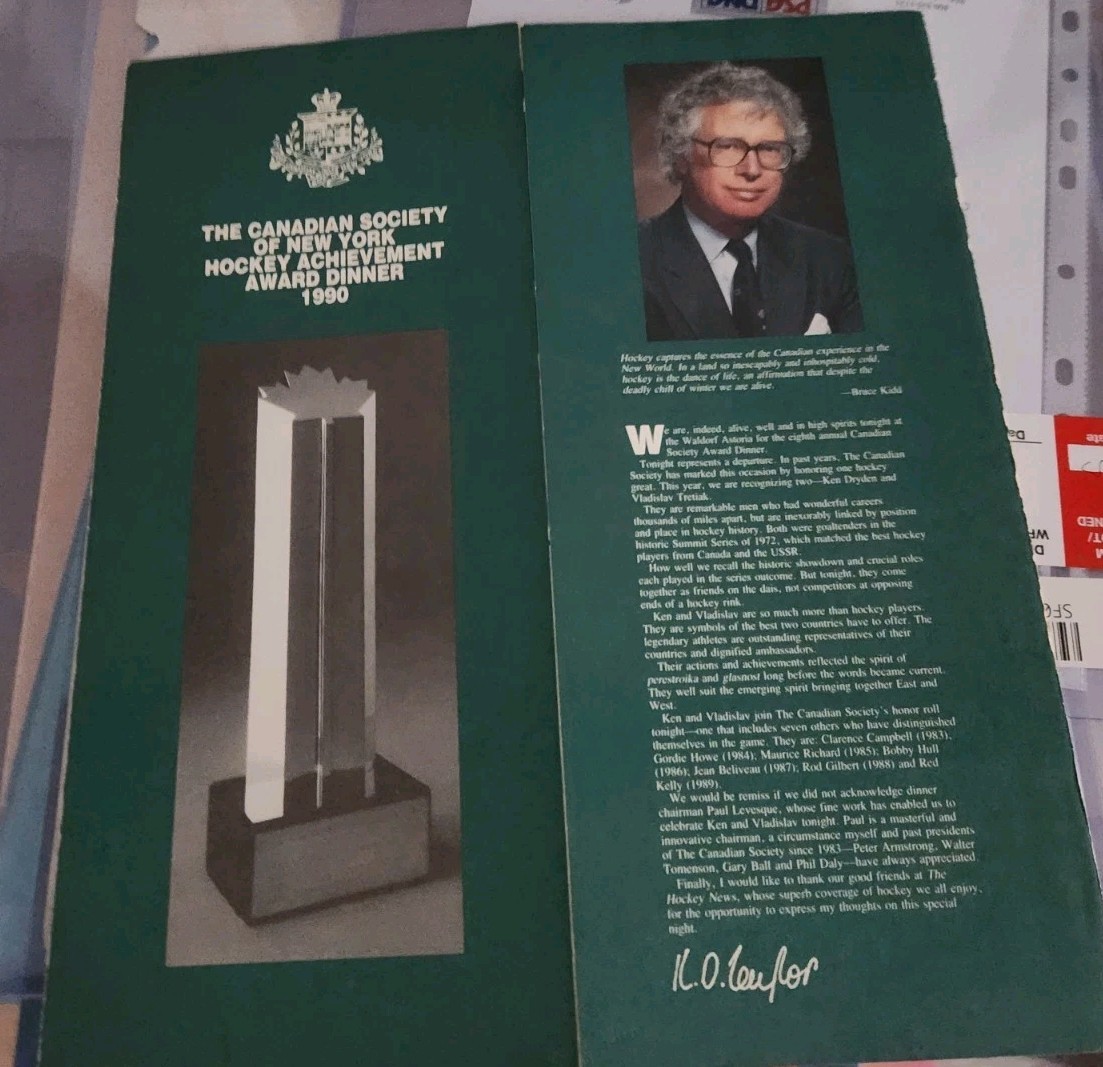 THE CANADIAN SOCIETY
OF NEW YORK
HOCKEY ACHIEVEMENT
AWARD DINNER
1990
Hockey captures the essence of the Canadian experience in the
New World. In a land so inescapably and inhospitably cold,
hockey is the dance of life, an affirmation that despite the
deadly chill of winter we are alive.
—Bruce Kidd
We are, indeed, alive, well and in high spirits tonight at
the Waldorf Astoria for the eighth annual Canadian
Society Award Dinner.
Tonight represents a departure. In past years, The Canadian
Society has marked this occasion by honoring one hockey
great. This year, we are recognizing two—Ken Dryden and
Vladislav Tretiak.
They are remarkable men who had wonderful careers
thousands of miles apart, but are inexorably linked by position
and place in hockey history. Both were goaltenders in the
historic Summit Series of 1972, which matched the best hockey
players from Canada and the USSR.
How well we recall the historic showdown and crucial roles
each played in the series outcome. But tonight, they come
together as friends on the dais, not competitors at opposing
ends of a hockey rink.
Ken and Vladislav are so much more than hockey players.
They are symbols of the best two countries have to offer. The
legendary athletes are outstanding representatives of their
countries and dignified ambassadors.
Their actions and achievements reflected the spirit of
perestroika and glasnost long before the words became current.
They well suit the emerging spirit bringing together East and
West.
Ken and Vladislav join The Canadian Society's honor roll
tonight—one that includes seven others who have distinguished
themselves in the game. They are: Clarence Campbell (1983),
Gordie Howe (1984); Maurice Richard (1985); Bobby Hull
(1986); Jean Beliveau (1987); Rod Gilbert (1988) and Red
Kelly (1989).
We would be remiss if we did not acknowledge dinner
chairman Paul Levesque, whose fine work has enabled us to
celebrate Ken and Vladislav tonight. Paul is a masterful and
innovative chairman, a circumstance myself and past presidents
of The Canadian Society since 1983—Peter Armstrong, Walter
Tomenson, Gary Ball and Phil Daly—have always appreciated.
Finally, I would like to thank our good friends at The
Hockey News, whose superb coverage of hockey we all enjoy,
for the opportunity to express my thoughts on this special
night.
K.D. Taylor
PSG
DNG
SF0